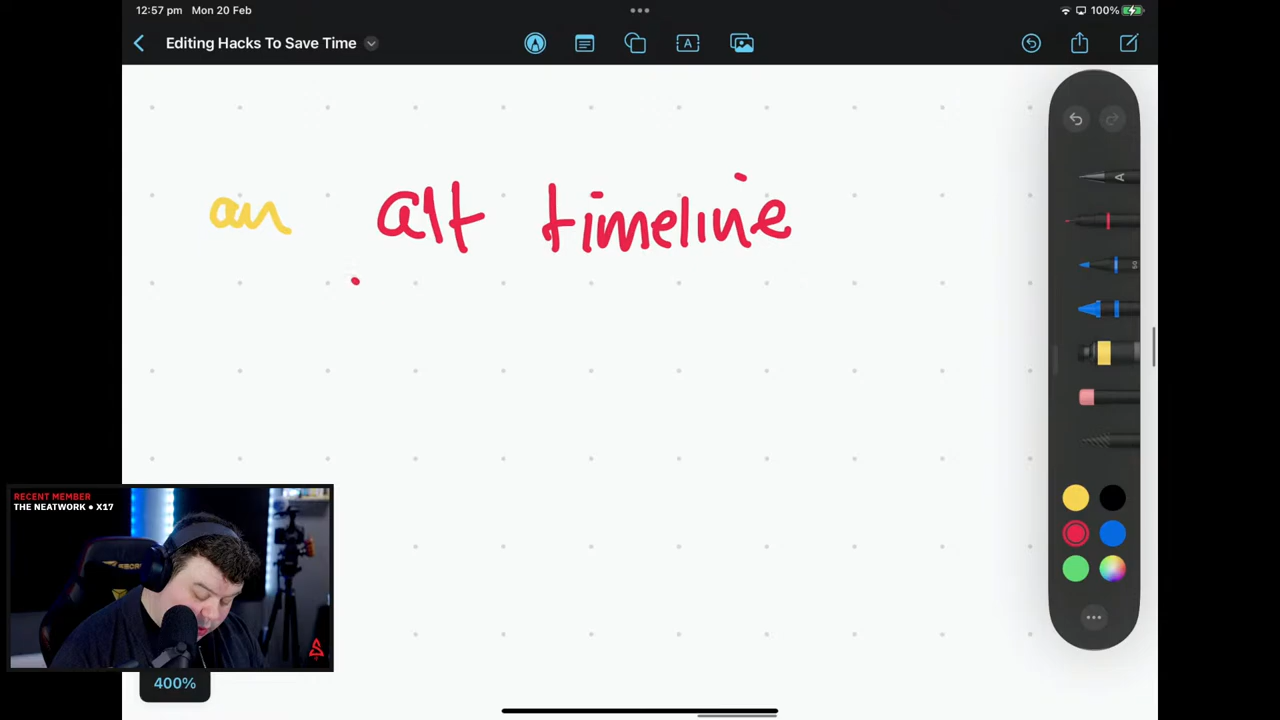 12:57 pm Mon 20 Feb 100%
Editing Hacks To Save Time
an alt timeline
RECENT MEMBER
THE NEATWORK ● X17
400%